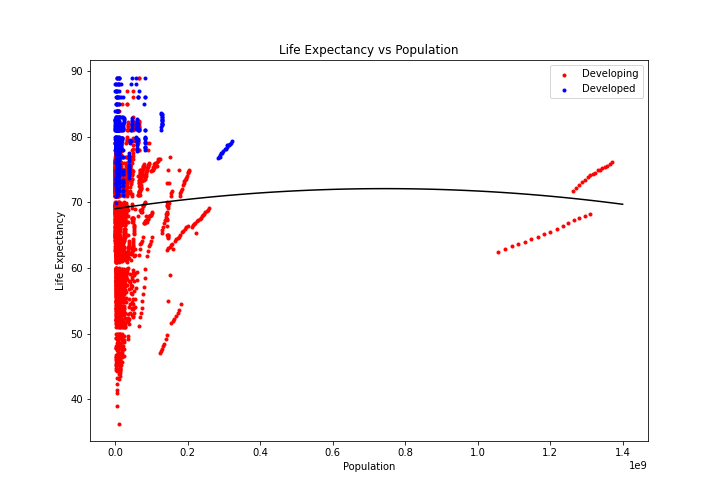 Life Expectancy vs Population
Developing
Developed
90
80
70
60
50
40
Life Expectancy
0.0 0.2 0.4 0.6 0.8 1.0 1.2 1.4
1e9
Population